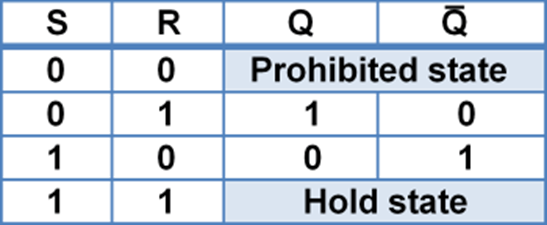 S R Q Q̅
0 0 Prohibited state
0 1 1 0
1 0 0 1
1 1 Hold state